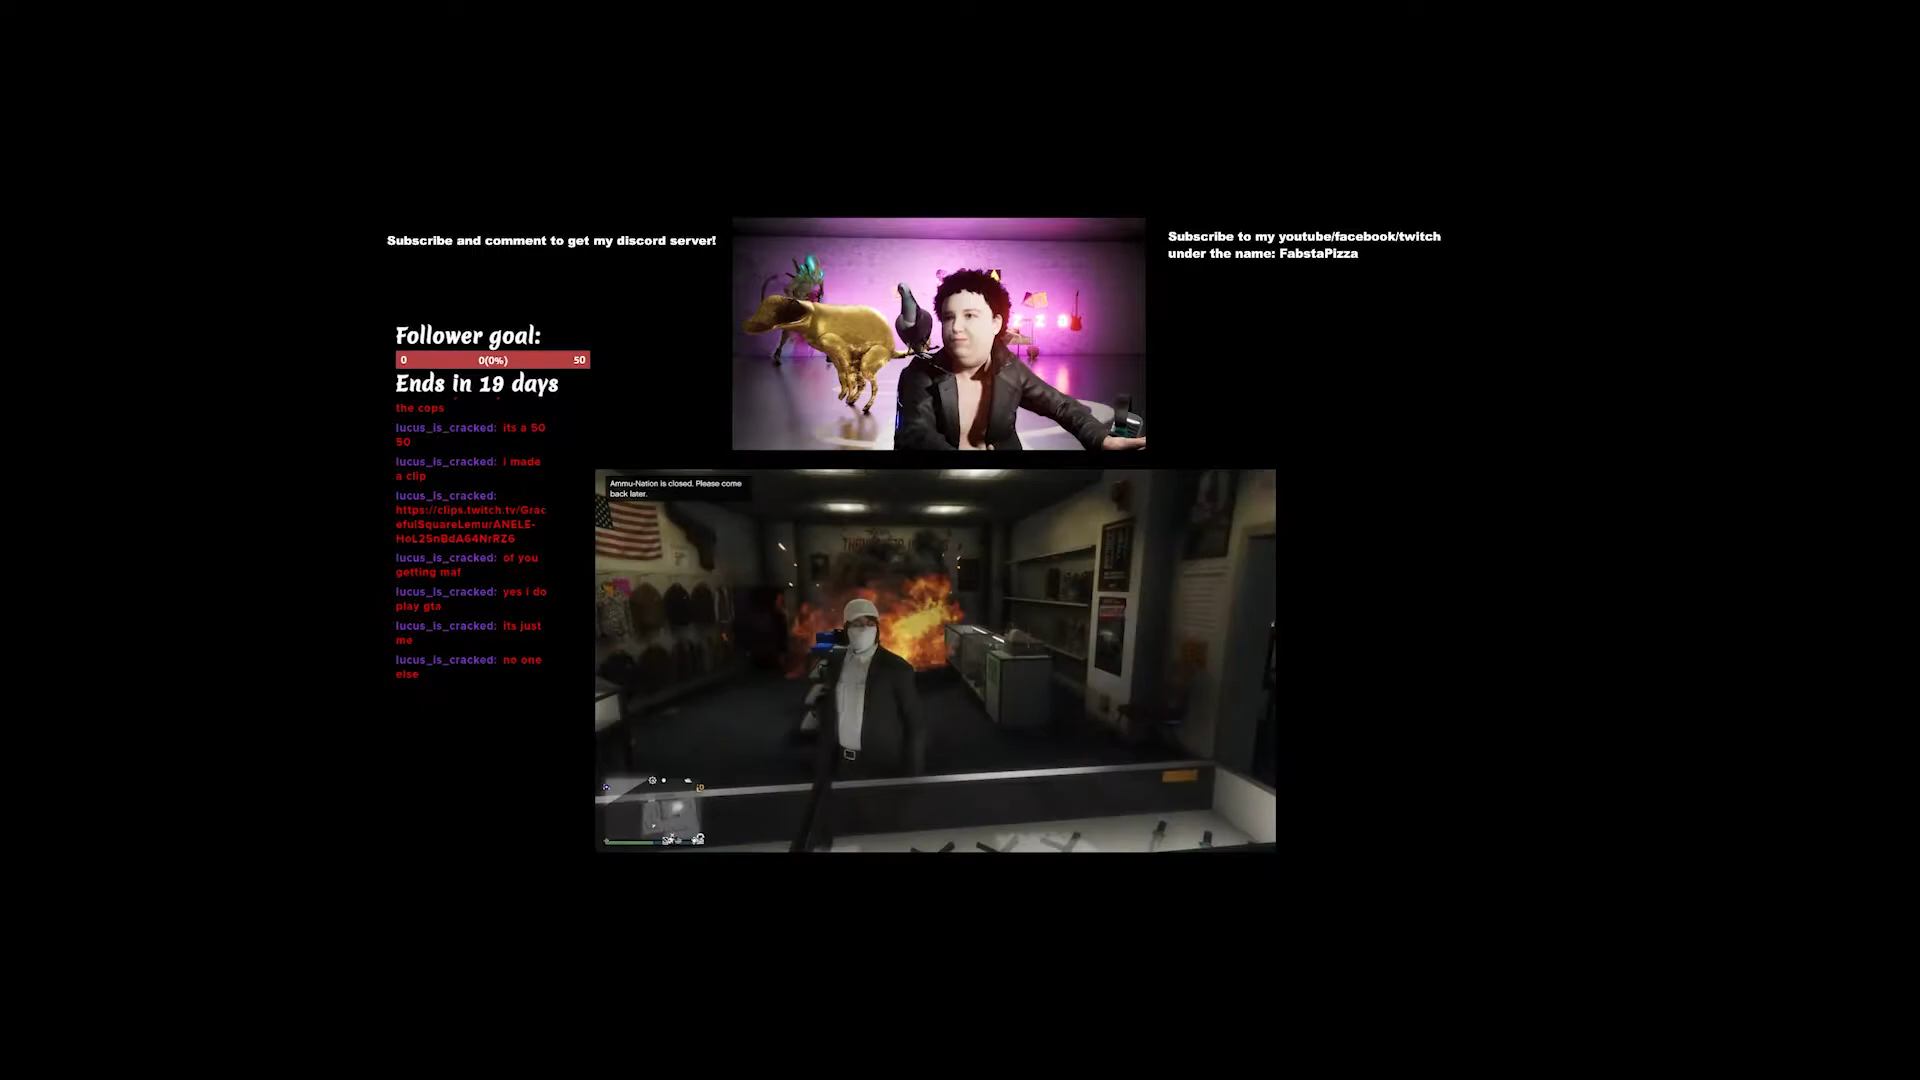 Subscribe and comment to get my discord server!
Subscribe to my youtube/facebook/twitch
under the name: FabstaPizza
Follower goal:
0 0(0%) 50
Ends in 19 days
the cops
lucus_is_cracked: its a 50
50
lucus_is_cracked: i made
a clip
lucus_is_cracked:
https://clips.twitch.tv/Grac
efulSquareLemurANELE-
HoL25nBdA64NrRZ6
lucus_is_cracked: of you
getting maf
lucus_is_cracked: yes i do
play gta
lucus_is_cracked: its just
me
lucus_is_cracked: no one
else
Ammu-Nation is closed. Please come
back later.